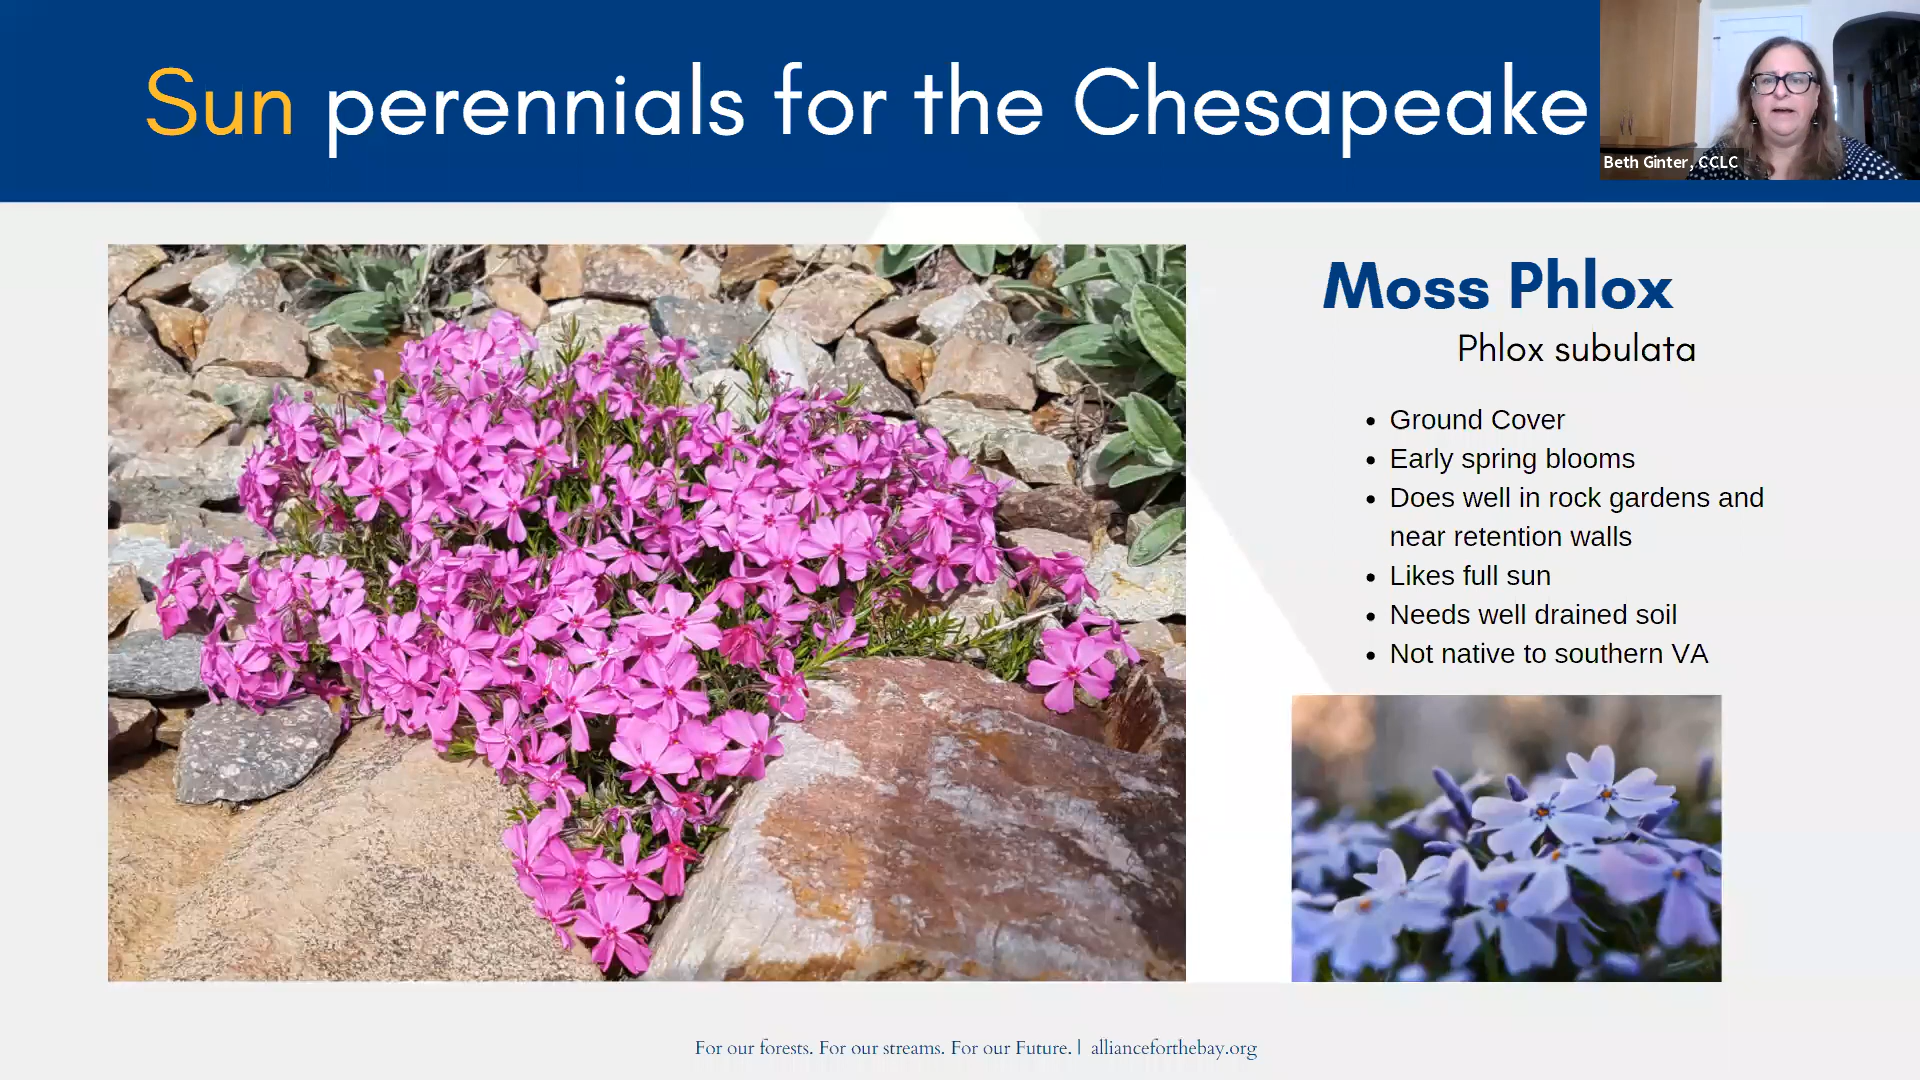 Sun perennials for the Chesapeake
Beth Ginter, CCLC
Moss Phlox
Phlox subulata
• Ground Cover
• Early spring blooms
• Does well in rock gardens and
near retention walls
• Likes full sun
• Needs well drained soil
• Not native to southern VA
For our forests. For our streams. For our Future. | allianceforthebay.org